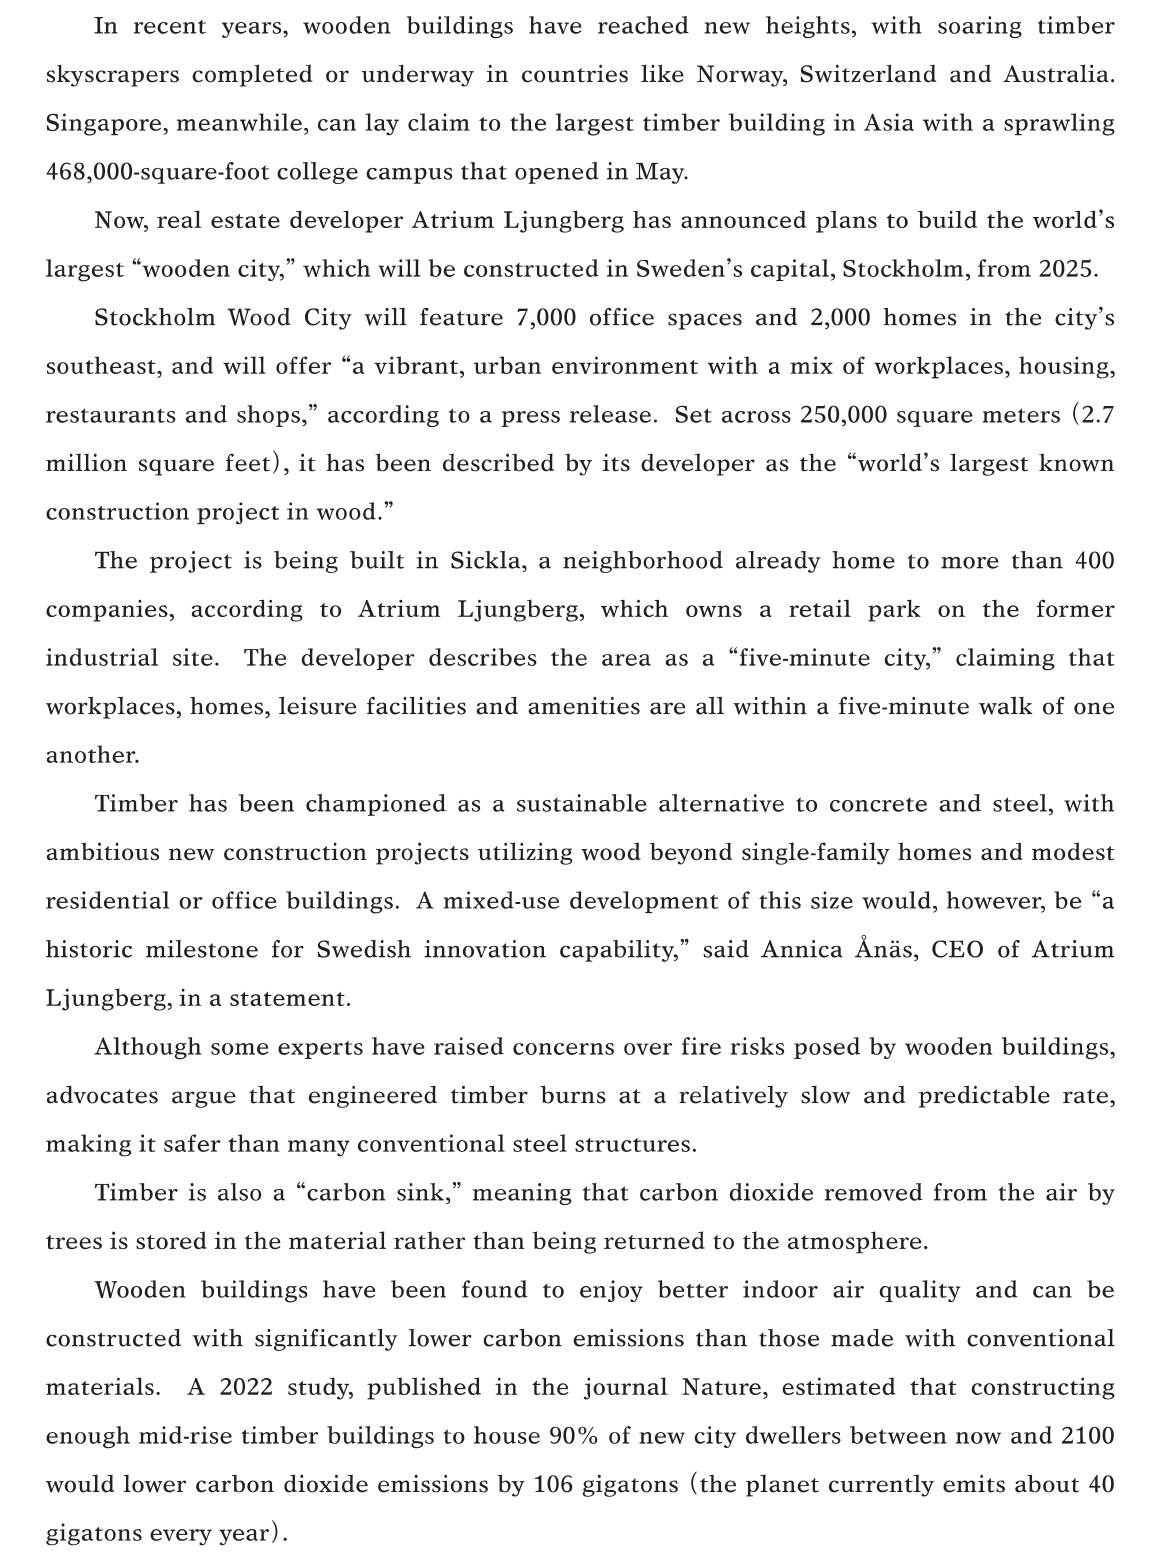 In recent years, wooden buildings have reached new heights, with soaring timber
skyscrapers completed or underway in countries like Norway, Switzerland and Australia.
Singapore, meanwhile, can lay claim to the largest timber building in Asia with a sprawling
468,000-square-foot college campus that opened in May.
Now, real estate developer Atrium Ljungberg has announced plans to build the world’s
largest “wooden city,” which will be constructed in Sweden’s capital, Stockholm, from 2025.
Stockholm Wood City will feature 7,000 office spaces and 2,000 homes in the city’s
southeast, and will offer “a vibrant, urban environment with a mix of workplaces, housing,
restaurants and shops,” according to a press release. Set across 250,000 square meters (2.7
million square feet), it has been described by its developer as the “world’s largest known
construction project in wood.”
The project is being built in Sickla, a neighborhood already home to more than 400
companies, according to Atrium Ljungberg, which owns a retail park on the former
industrial site. The developer describes the area as a “five-minute city,” claiming that
workplaces, homes, leisure facilities and amenities are all within a five-minute walk of one
another.
Timber has been championed as a sustainable alternative to concrete and steel, with
ambitious new construction projects utilizing wood beyond single-family homes and modest
residential or office buildings. A mixed-use development of this size would, however, be “a
historic milestone for Swedish innovation capability,” said Annica Ånäs, CEO of Atrium
Ljungberg, in a statement.
Although some experts have raised concerns over fire risks posed by wooden buildings,
advocates argue that engineered timber burns at a relatively slow and predictable rate,
making it safer than many conventional steel structures.
Timber is also a “carbon sink,” meaning that carbon dioxide removed from the air by
trees is stored in the material rather than being returned to the atmosphere.
Wooden buildings have been found to enjoy better indoor air quality and can be
constructed with significantly lower carbon emissions than those made with conventional
materials. A 2022 study, published in the journal Nature, estimated that constructing
enough mid-rise timber buildings to house 90% of new city dwellers between now and 2100
would lower carbon dioxide emissions by 106 gigatons (the planet currently emits about 40
gigatons every year).